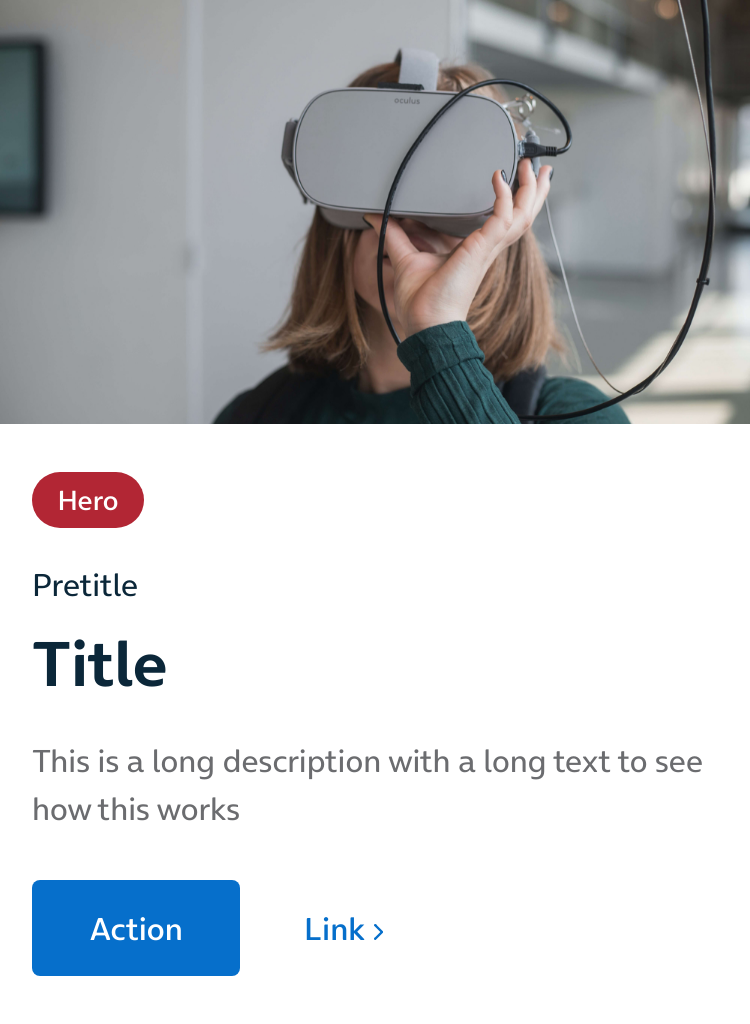 oculus
Hero
Pretitle
Title
This is a long description with a long text to see
how this works
Action
Link ›